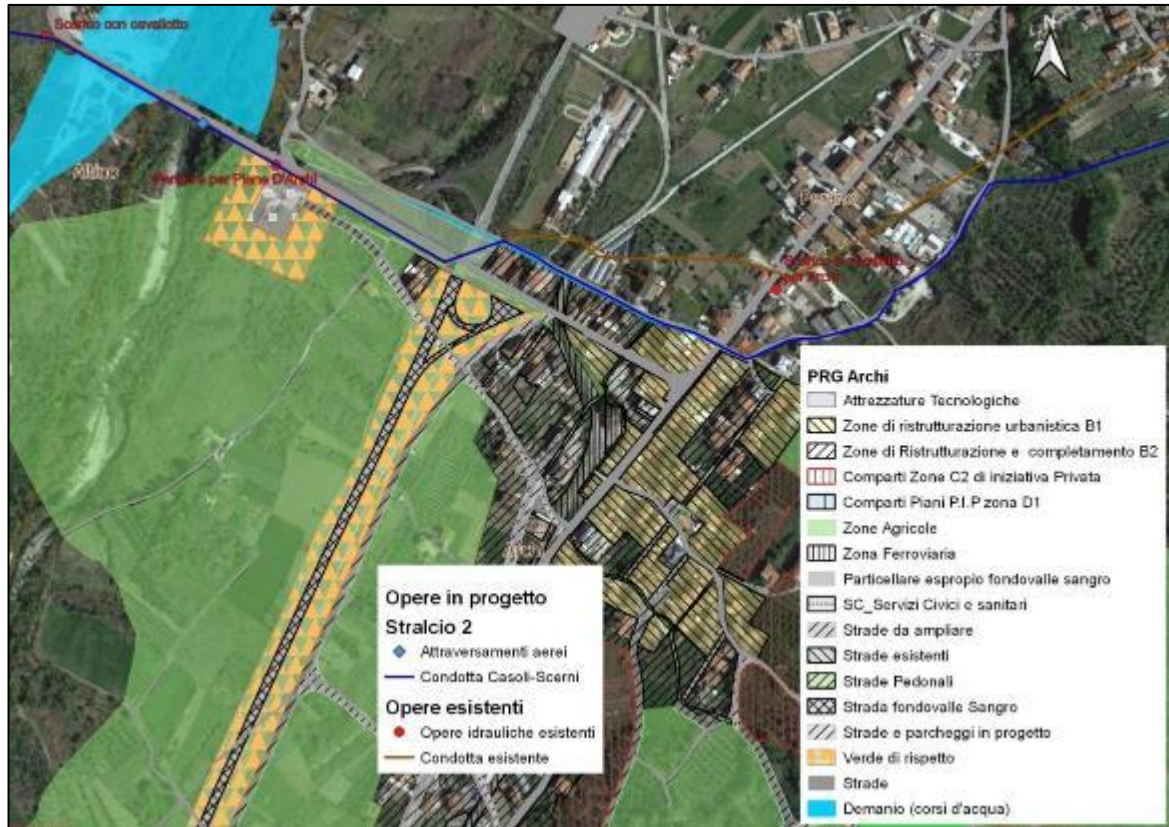 Scarico con cavallotto
N
Altino
Partitore per Piane D'Archi
Perano
Archi
PRG Archi
Attrezzature Tecnologiche
Zone di ristrutturazione urbanistica B1
Zone di Ristrutturazione e completamento B2
Comparti Zone C2 di iniziativa Privata
Comparti Piani P.I.P zona D1
Zone Agricole
Zona Ferroviaria
Particellare espropio fondovalle sangro
SC_Servizi Civici e sanitari
Strade da ampliare
Strade esistenti
Strade Pedonali
Strada fondovalle Sangro
Strade e parcheggi in progetto
Verde di rispetto
Strade
Demanio (corsi d'acqua)
Opere in progetto
Stralcio 2
Attraversamenti aerei
Condotta Casoli-Scerni
Opere esistenti
Opere idrauliche esistenti
Condotta esistente